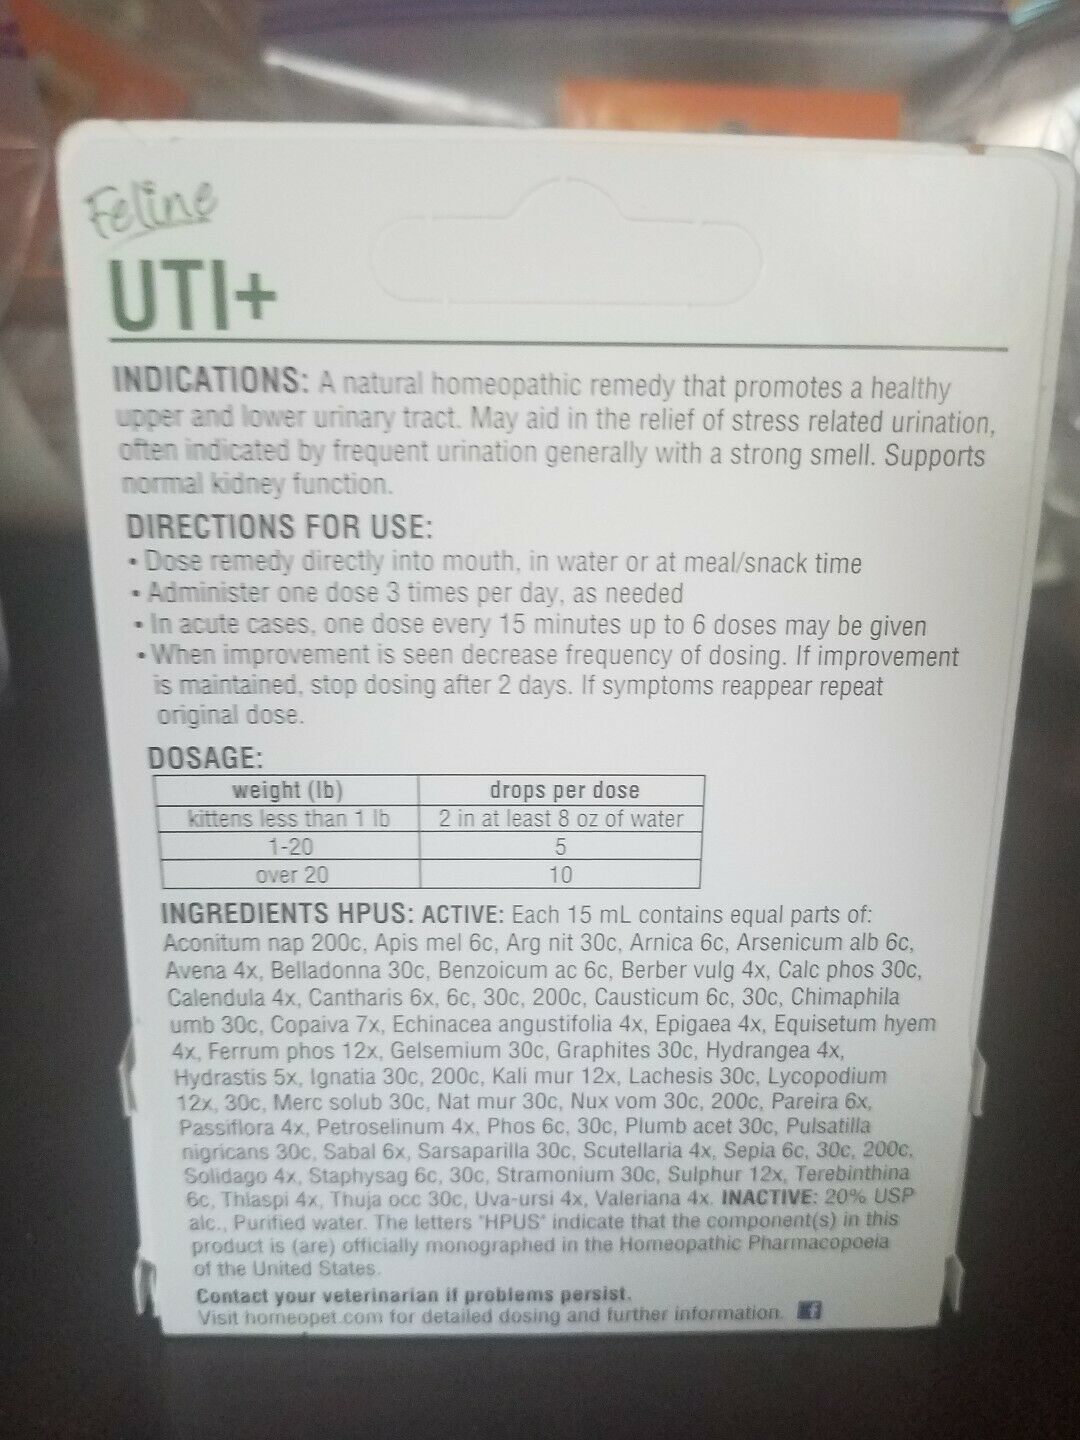 Feline
UTI+
INDICATIONS: A natural homeopathic remedy that promotes a healthy
upper and lower urinary tract. May aid in the relief of stress related urination,
often indicated by frequent urination generally with a strong smell. Supports
normal kidney function.
DIRECTIONS FOR USE:
• Dose remedy directly into mouth, in water or at meal/snack time
• Administer one dose 3 times per day, as needed
• In acute cases, one dose every 15 minutes up to 6 doses may be given
• When improvement is seen decrease frequency of dosing. If improvement
is maintained, stop dosing after 2 days. If symptoms reappear repeat
original dose.
DOSAGE:
weight (lb) drops per dose
kittens less than 1 lb 2 in at least 8 oz of water
1-20 5
over 20 10
INGREDIENTS HPUS: ACTIVE: Each 15 mL contains equal parts of:
Aconitum nap 200c, Apis mel 6c, Arg nit 30c, Arnica 6c, Arsenicum alb 6c,
Avena 4x, Belladonna 30c, Benzoicum ac 6c, Berber vulg 4x, Calc phos 30c,
Calendula 4x, Cantharis 6x, 6c, 30c, 200c, Causticum 6c, 30c, Chimaphila
umb 30c, Copaiva 7x, Echinacea angustifolia 4x, Epigaea 4x, Equisetum hyem
4x, Ferrum phos 12x, Gelsemium 30c, Graphites 30c, Hydrangea 4x,
Hydrastis 5x, Ignatia 30c, 200c, Kali mur 12x, Lachesis 30c, Lycopodium
12x, 30c, Merc solub 30c, Nat mur 30c, Nux vom 30c, 200c, Pareira 6x,
Passiflora 4x, Petroselinum 4x, Phos 6c, 30c, Plumb acet 30c, Pulsatilla
nigricans 30c, Sabal 6x, Sarsaparilla 30c, Scutellaria 4x, Sepia 6c, 30c, 200c,
Solidago 4x, Staphysag 6c, 30c, Stramonium 30c, Sulphur 12x, Terebinthina
6c, Thlaspi 4x, Thuja occ 30c, Uva-ursi 4x, Valeriana 4x. INACTIVE: 20% USP
alc., Purified water. The letters "HPUS" indicate that the component(s) in this
product is (are) officially monographed in the Homeopathic Pharmacopoeia
of the United States.
Contact your veterinarian if problems persist.
Visit homeopet.com for detailed dosing and further information. f